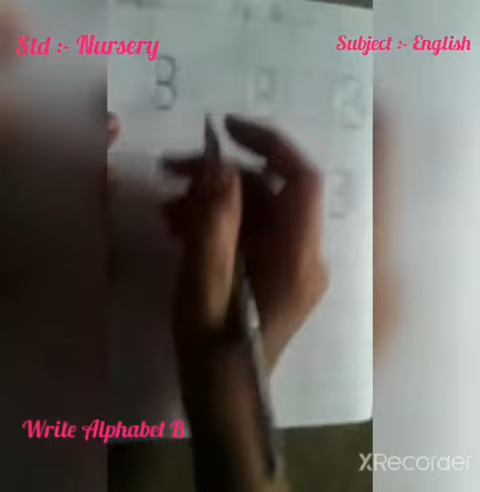 Std :- Nursery
Subject :- English
B B B
B
Write Alphabet B
XRecorder